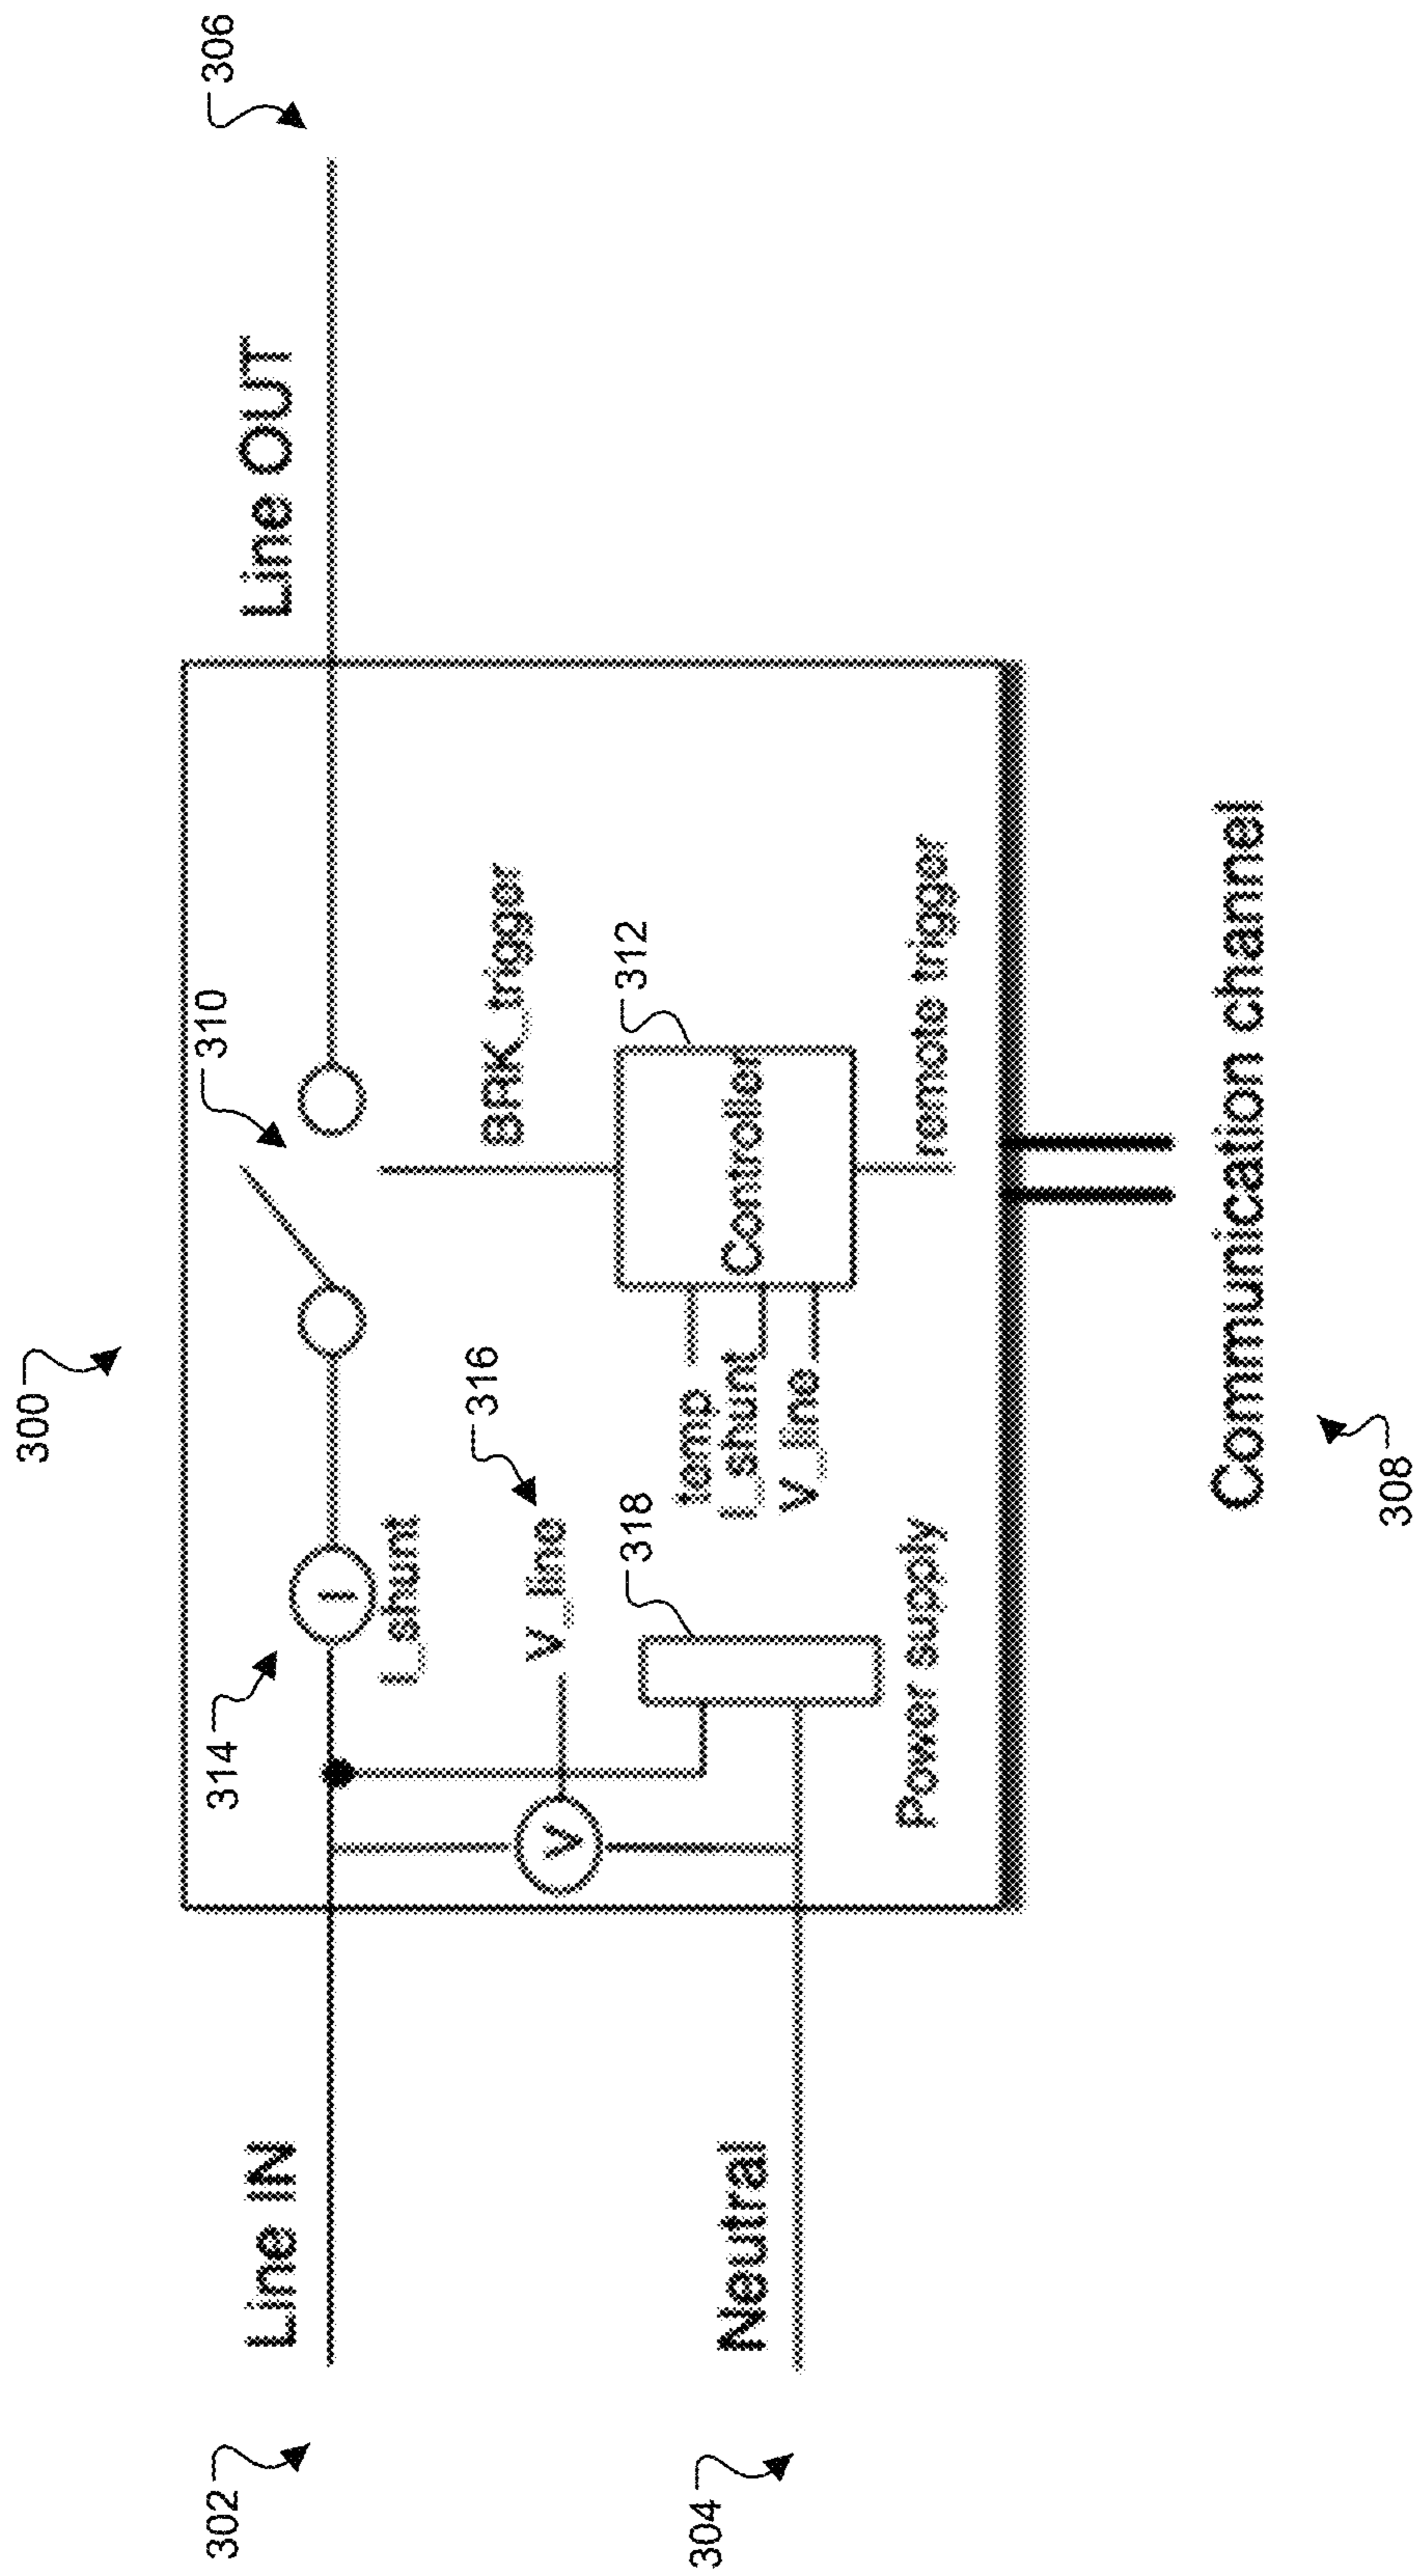 300
310
306
314
302
Line IN
Line OUT
I_shunt
316
V_line
V
I
BRK_trigger
318
312
304
Neutral
temp
I_shunt
V_line
Controller
Power supply
remote trigger
Communication channel
308